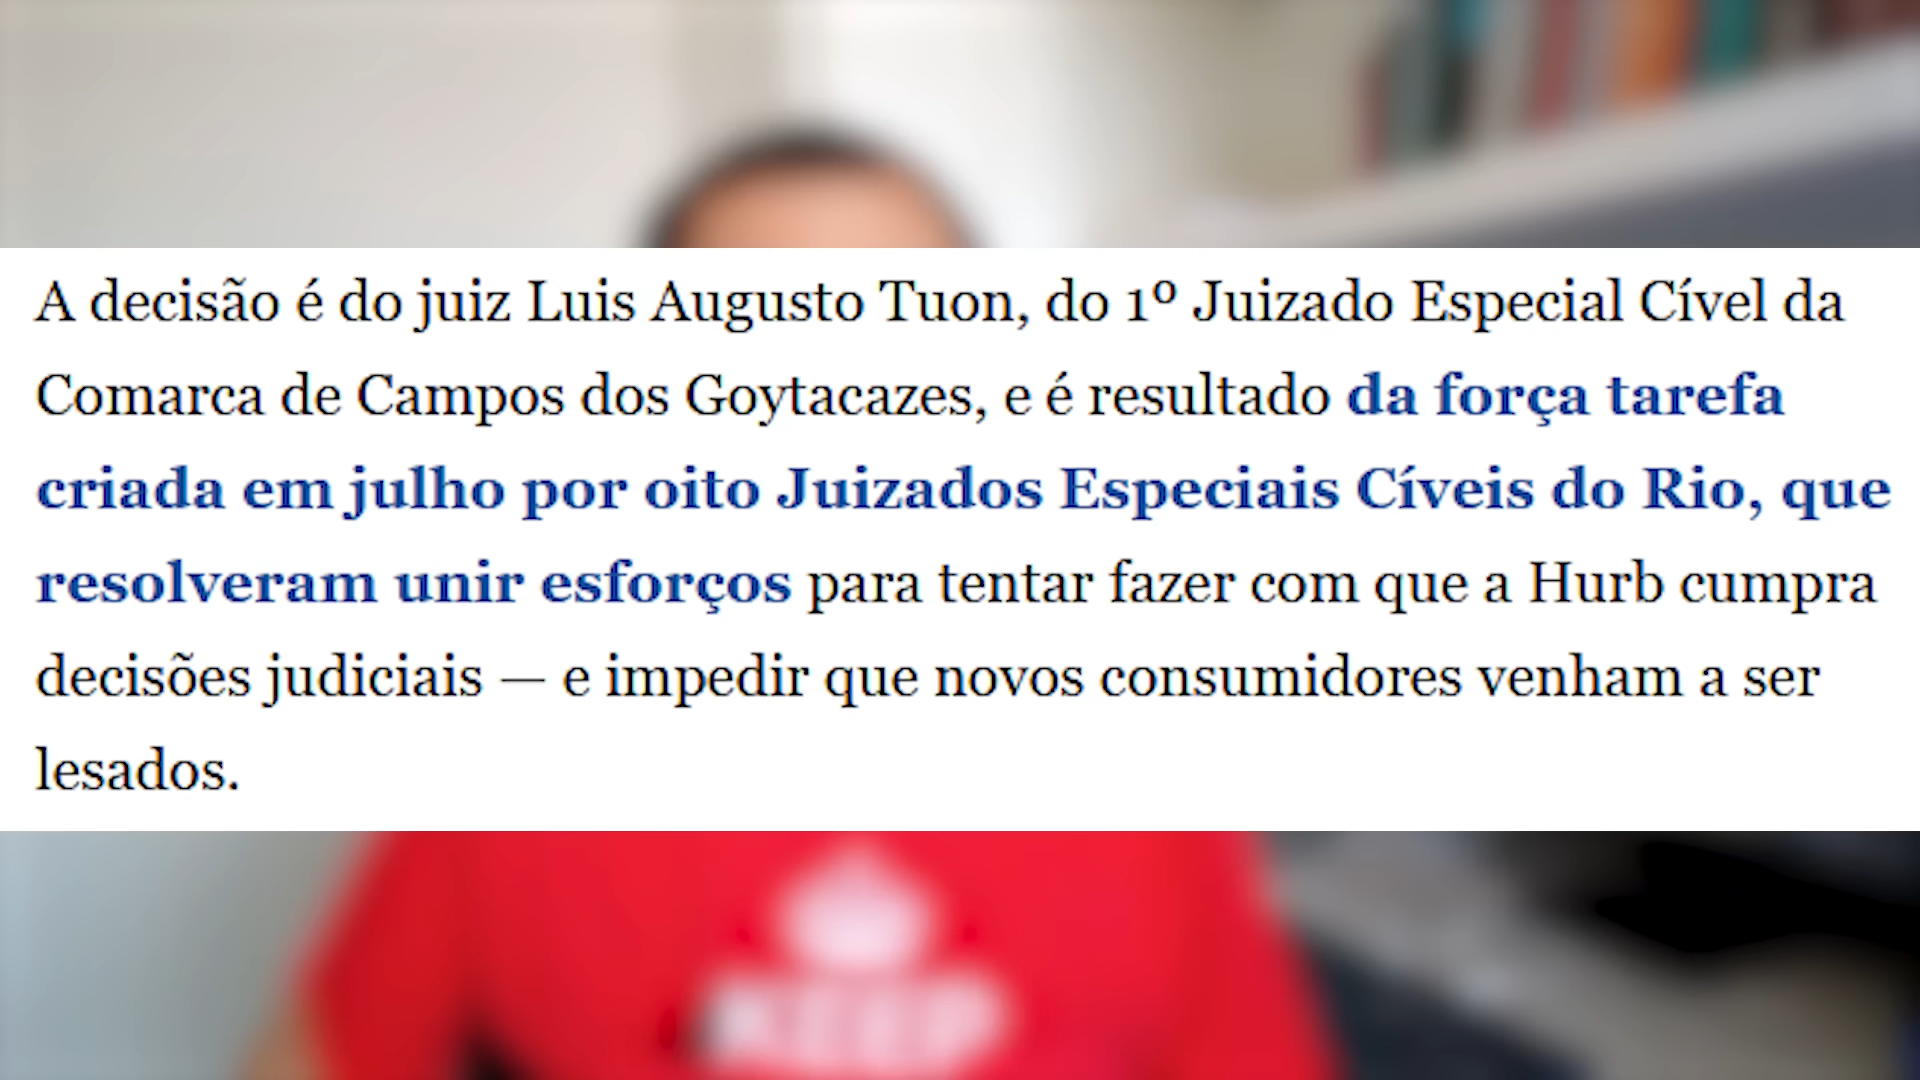 A decisão é do juiz Luis Augusto Tuon, do 1º Juizado Especial Cível da
Comarca de Campos dos Goytacazes, e é resultado da força tarefa
criada em julho por oito Juizados Especiais Cíveis do Rio, que
resolveram unir esforços para tentar fazer com que a Hurb cumpra
decisões judiciais — e impedir que novos consumidores venham a ser
lesados.
KEEP